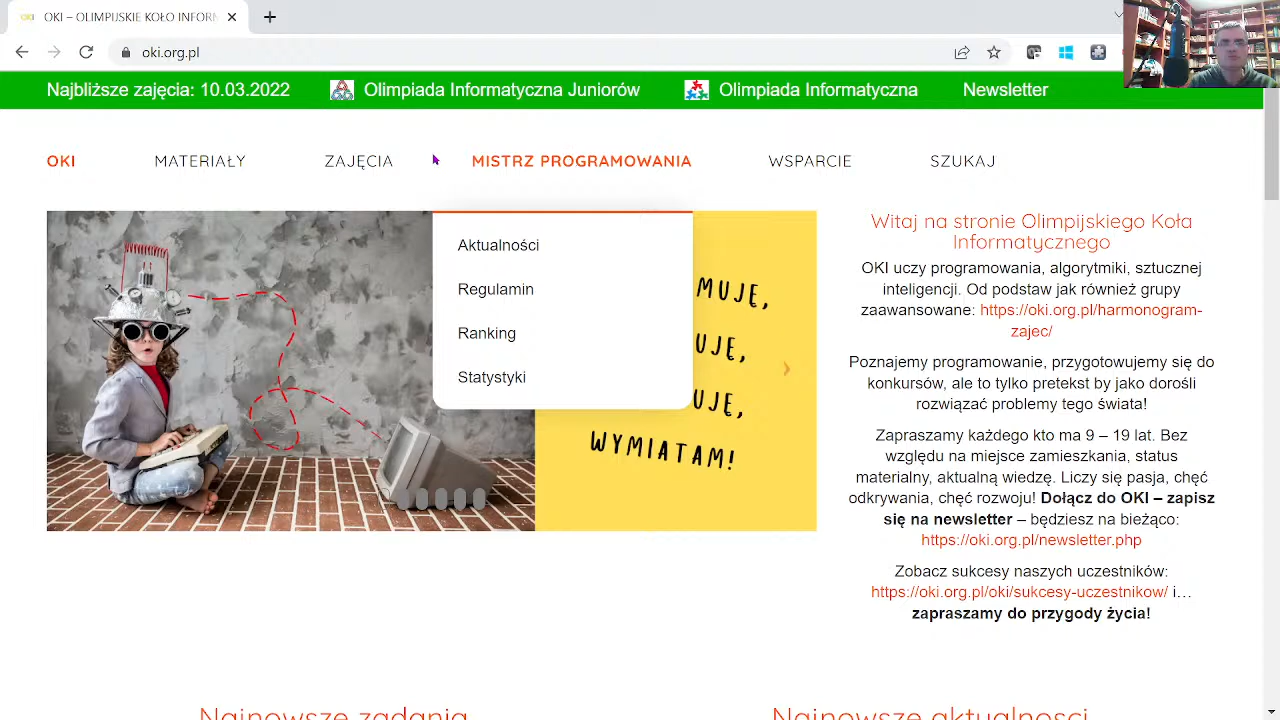 OKI – OLIMPIJSKIE KOŁO INFORM
oki.org.pl
Najbliższe zajęcia: 10.03.2022
Olimpiada Informatyczna Juniorów
Olimpiada Informatyczna
Newsletter
OKI
MATERIAŁY
ZAJĘCIA
MISTRZ PROGRAMOWANIA
WSPARCIE
SZUKAJ
Aktualności
Regulamin
Ranking
Statystyki
MUJĘ,
UJĘ,
UJĘ,
WYMIATAM!
Witaj na stronie Olimpijskiego Koła
Informatycznego
OKI uczy programowania, algorytmiki, sztucznej
inteligencji. Od podstaw jak również grupy
zaawansowane: https://oki.org.pl/harmonogram-
zajec/
Poznajemy programowanie, przygotowujemy się do
konkursów, ale to tylko pretekst by jako dorośli
rozwiązać problemy tego świata!
Zapraszamy każdego kto ma 9 – 19 lat. Bez
względu na miejsce zamieszkania, status
materialny, aktualną wiedzę. Liczy się pasja, chęć
odkrywania, chęć rozwoju! Dołącz do OKI – zapisz
się na newsletter – będziesz na bieżąco:
https://oki.org.pl/newsletter.php
Zobacz sukcesy naszych uczestników:
https://oki.org.pl/oki/sukcesy-uczestnikow/ i…
zapraszamy do przygody życia!
Najnowsze zadania
Najnowsze aktualnosci